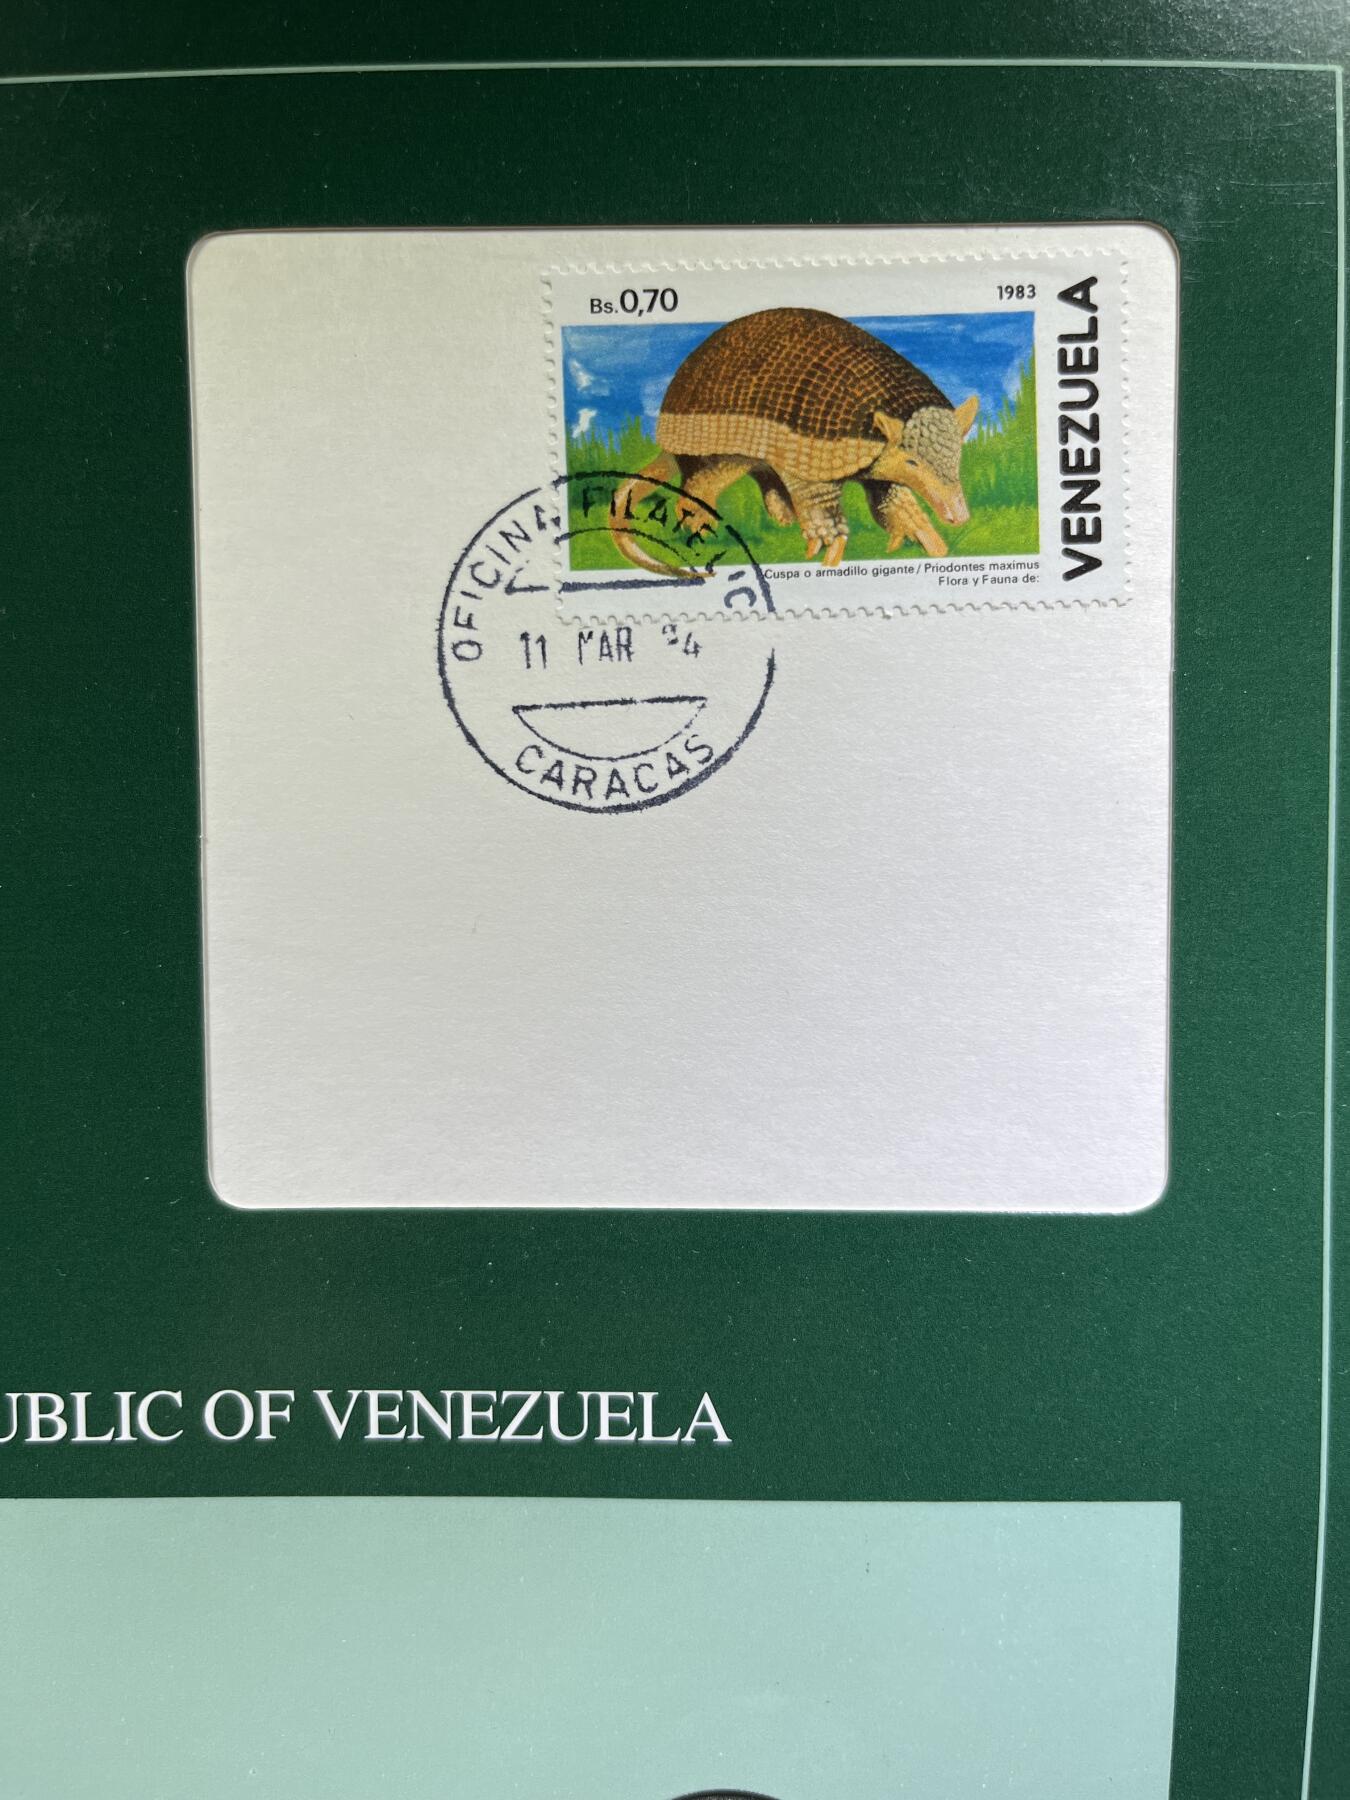 Bs.0,70
1983
VENEZUELA
Cuspa o armadillo gigante / Priodontes maximus
Flora y Fauna de:
OFICINA FILATELIC
11 MAR 84
CARACAS
UBLIC OF VENEZUELA